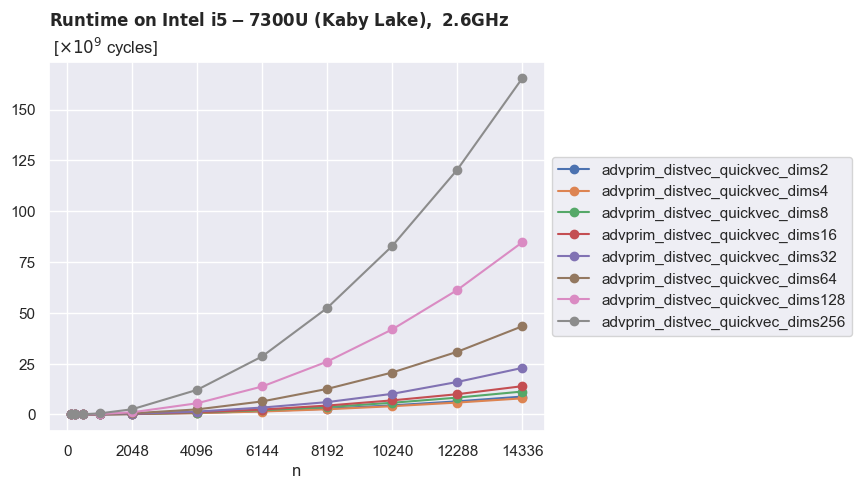 Runtime on Intel i5 − 7300U (Kaby Lake), 2.6GHz
[×10⁹ cycles]
150
125
100
75
50
25
0
0 2048 4096 6144 8192 10240 12288 14336
n
advprim_distvec_quickvec_dims2
advprim_distvec_quickvec_dims4
advprim_distvec_quickvec_dims8
advprim_distvec_quickvec_dims16
advprim_distvec_quickvec_dims32
advprim_distvec_quickvec_dims64
advprim_distvec_quickvec_dims128
advprim_distvec_quickvec_dims256